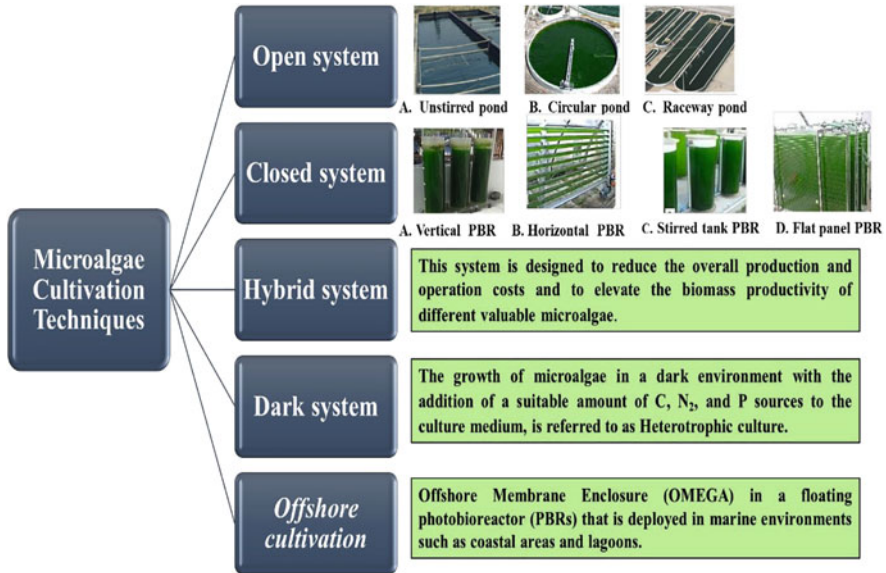 Microalgae
Cultivation
Techniques
Open system
A. Unstirred pond
B. Circular pond
C. Raceway pond
Closed system
A. Vertical PBR
B. Horizontal PBR
C. Stirred tank PBR
D. Flat panel PBR
Hybrid system
This system is designed to reduce the overall production and
operation costs and to elevate the biomass productivity of
different valuable microalgae.
Dark system
The growth of microalgae in a dark environment with the
addition of a suitable amount of C, N₂, and P sources to the
culture medium, is referred to as Heterotrophic culture.
Offshore
cultivation
Offshore Membrane Enclosure (OMEGA) in a floating
photobioreactor (PBRs) that is deployed in marine environments
such as coastal areas and lagoons.